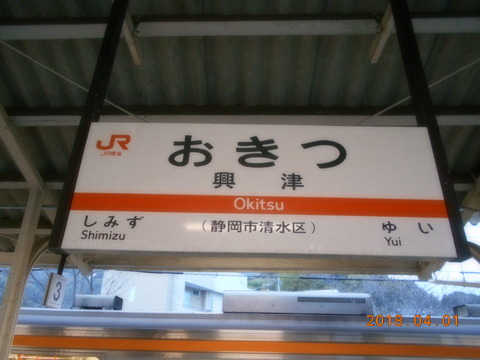 JR
JR東海
おきつ
興津
Okitsu
しみず
Shimizu
(静岡市清水区)
ゆい
Yui
3
2018.04.01